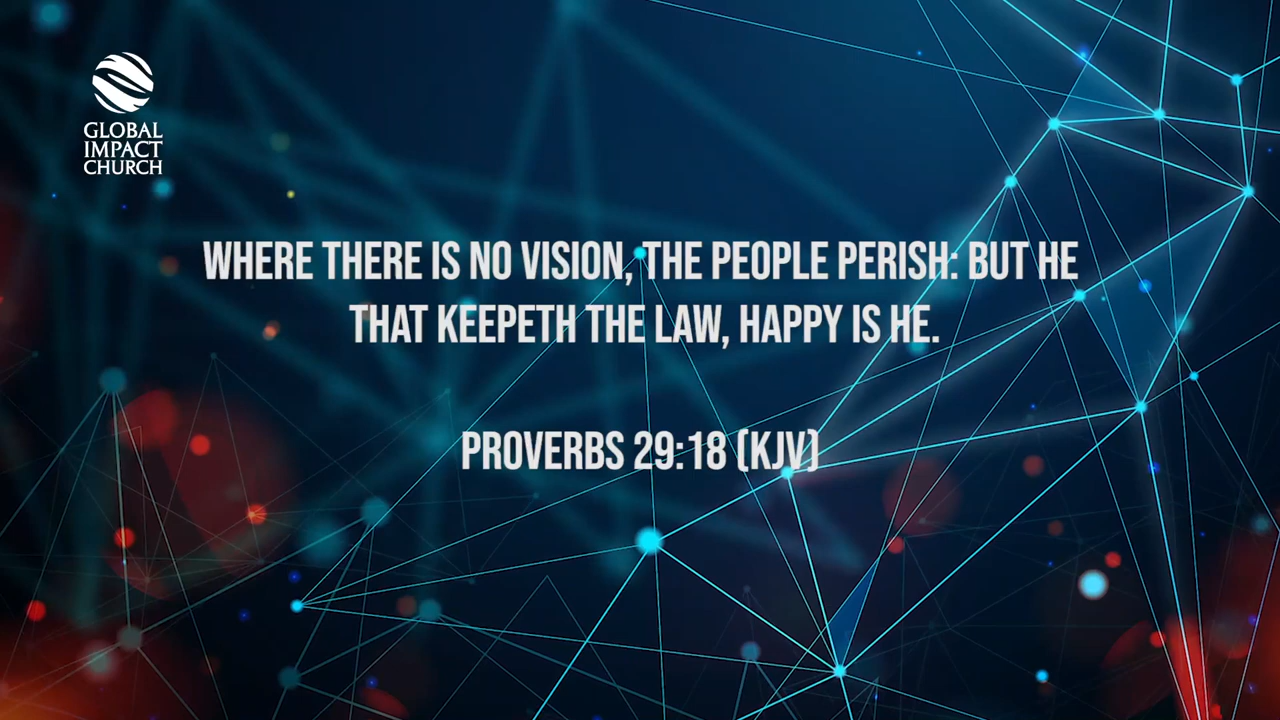 GLOBAL
IMPACT
CHURCH
WHERE THERE IS NO VISION, THE PEOPLE PERISH: BUT HE
THAT KEEPETH THE LAW, HAPPY IS HE.
PROVERBS 29:18 (KJV)